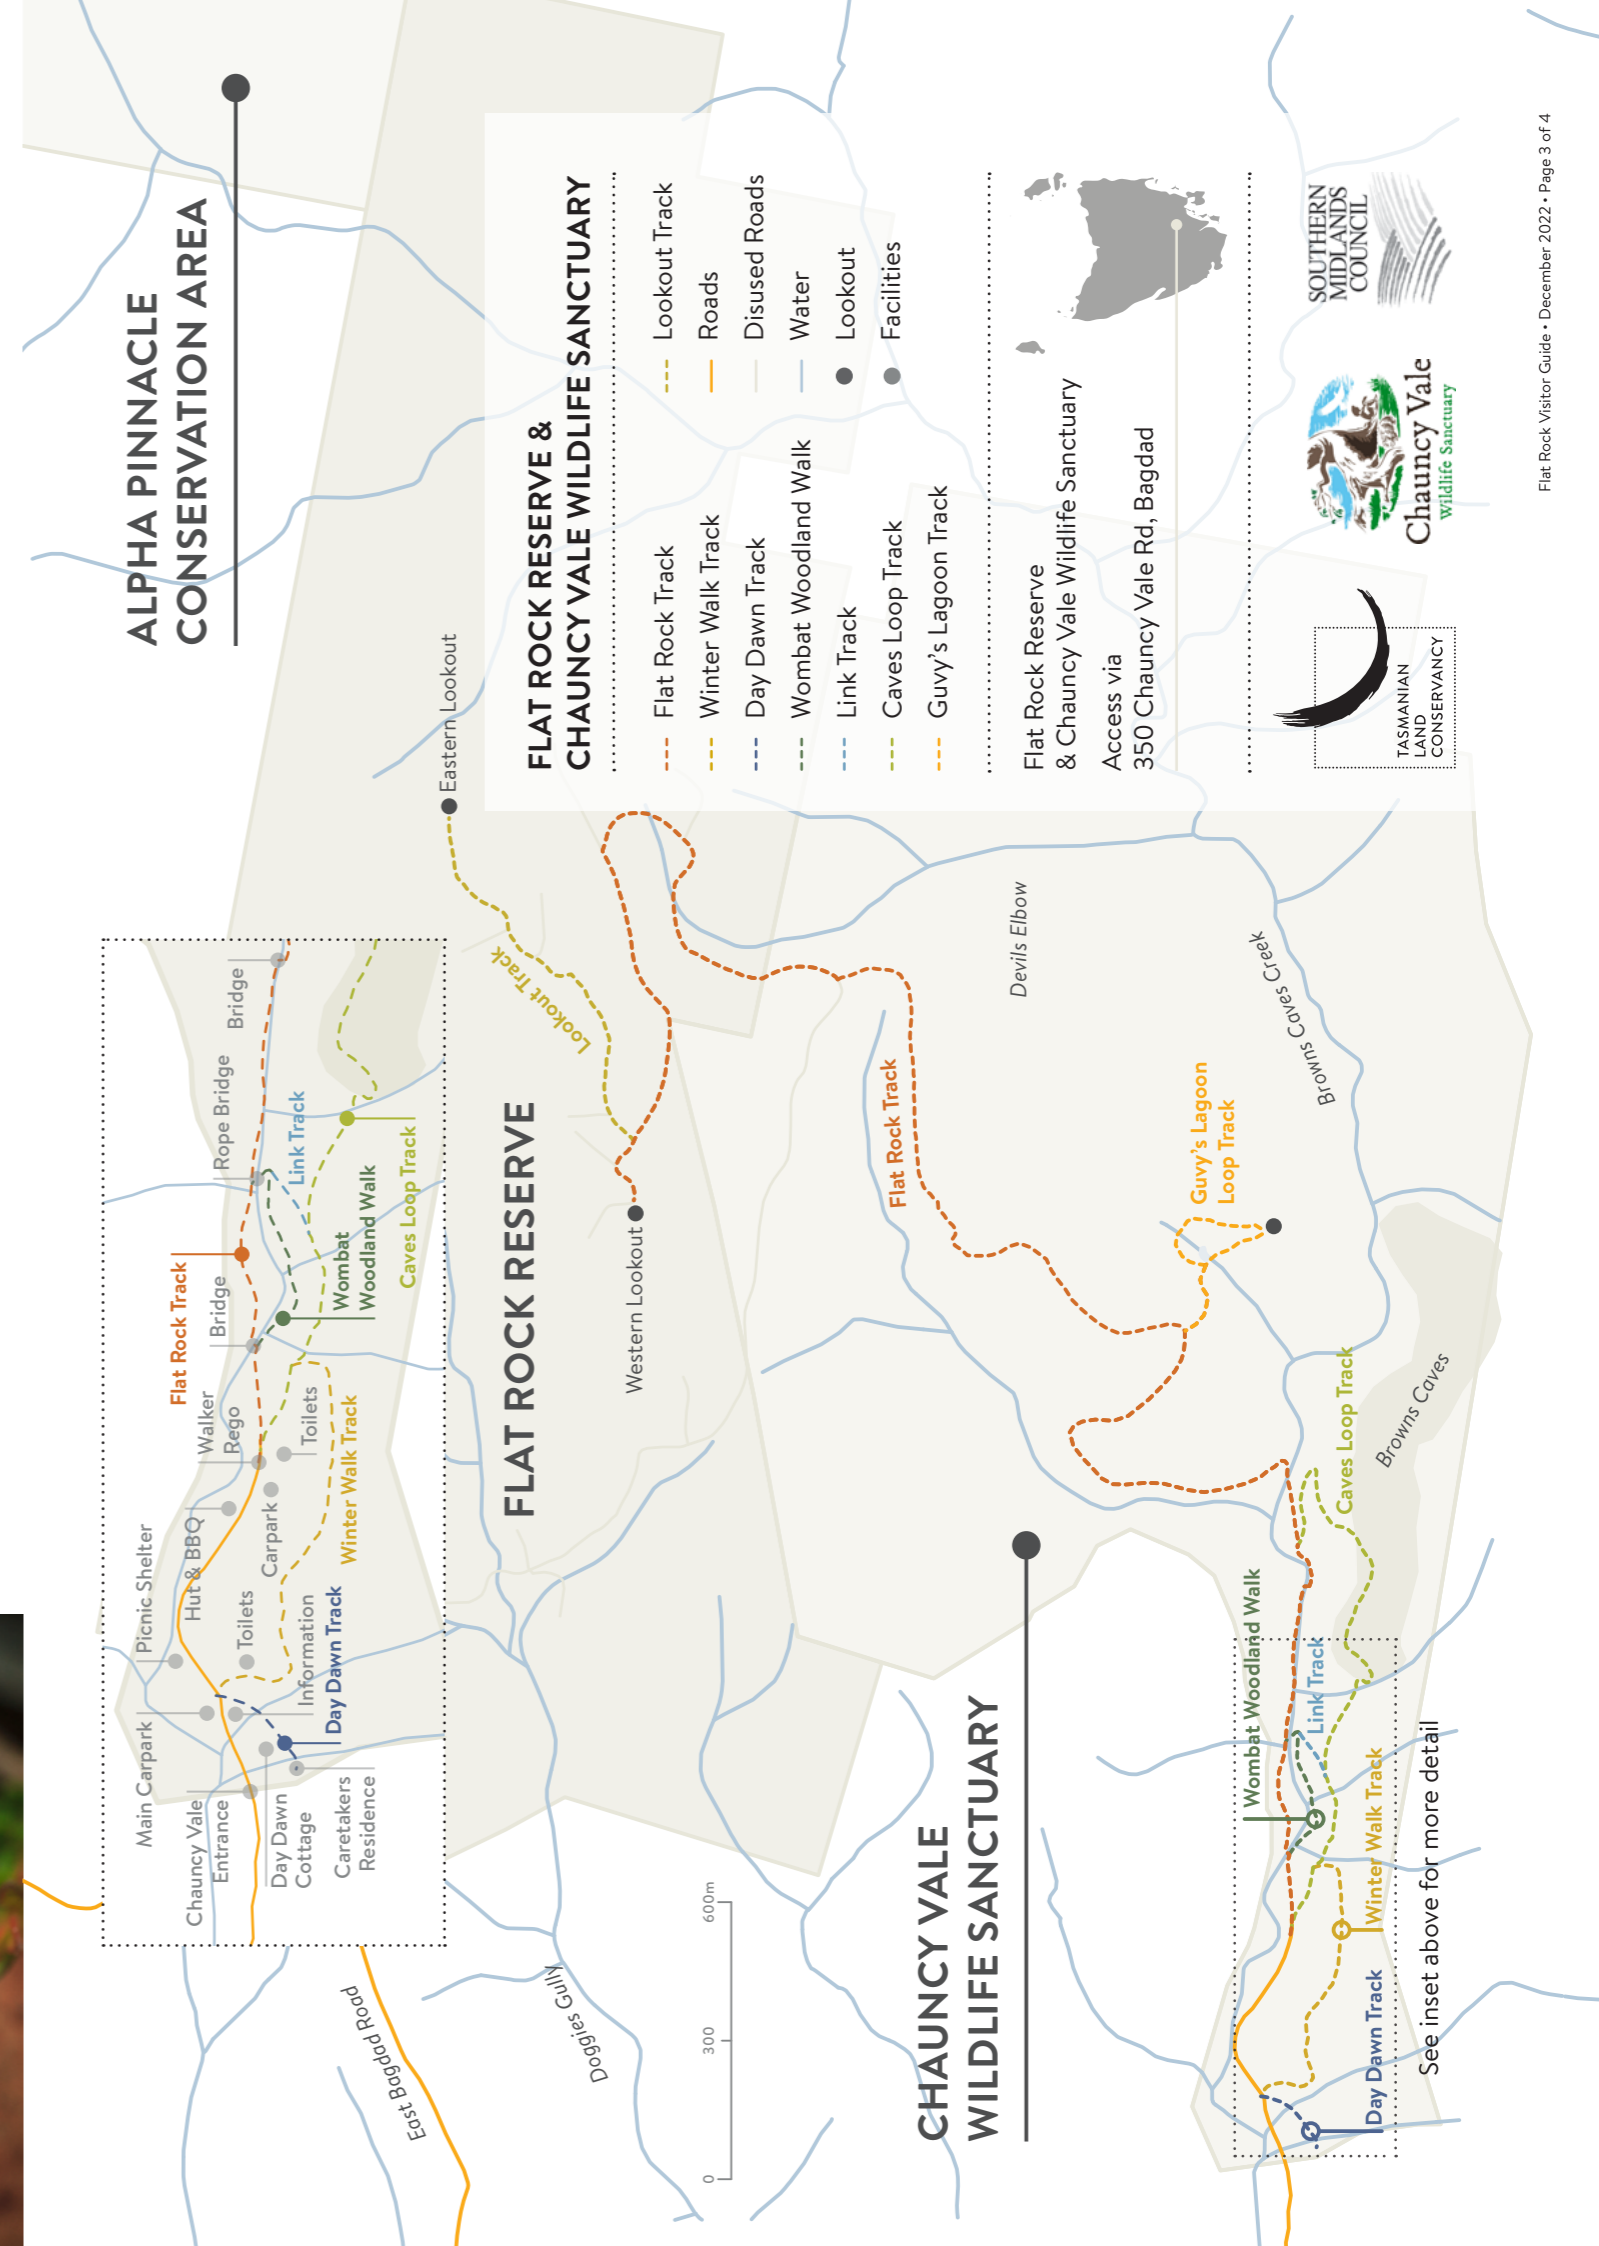 ALPHA PINNACLE
CONSERVATION AREA
Main Carpark
Picnic Shelter
Chauncy Vale
Entrance
Hut & BBQ
Walker
Rego
Flat Rock Track
Bridge
Rope Bridge
Bridge
Toilets
Carpark
Toilets
Day Dawn
Cottage
Information
Caretakers
Residence
Day Dawn Track
Winter Walk Track
Wombat
Woodland Walk
Link Track
Caves Loop Track
East Bagdad Road
Eastern Lookout
Lookout Track
FLAT ROCK RESERVE
Western Lookout
Doggies Gully
0
300
600m
Flat Rock Track
Devils Elbow
Guvy's Lagoon
Loop Track
Browns Caves Creek
CHAUNCY VALE
WILDLIFE SANCTUARY
Wombat Woodland Walk
Link Track
Caves Loop Track
Browns Caves
Winter Walk Track
Day Dawn Track
See inset above for more detail
FLAT ROCK RESERVE &
CHAUNCY VALE WILDLIFE SANCTUARY
Flat Rock Track
Winter Walk Track
Day Dawn Track
Wombat Woodland Walk
Link Track
Caves Loop Track
Guvy's Lagoon Track
Lookout Track
Roads
Disused Roads
Water
Lookout
Facilities
Flat Rock Reserve
& Chauncy Vale Wildlife Sanctuary
Access via
350 Chauncy Vale Rd, Bagdad
TASMANIAN
LAND
CONSERVANCY
Chauncy Vale
Wildlife Sanctuary
SOUTHERN
MIDLANDS
COUNCIL
Flat Rock Visitor Guide • December 2022 • Page 3 of 4